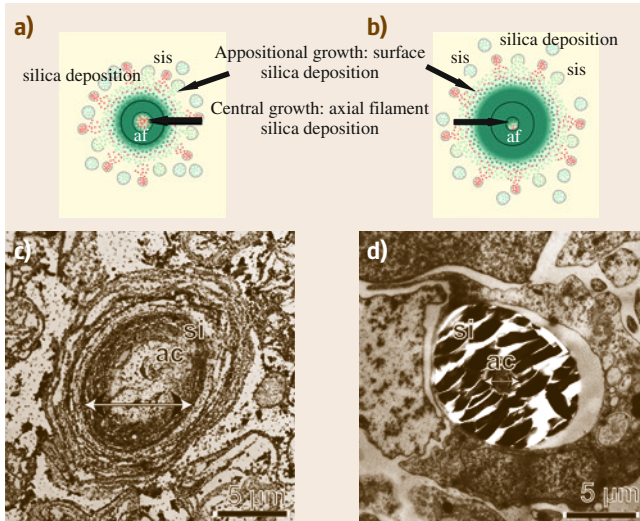 a)
b)
silica deposition
sis
sis
Appositional growth: surface
silica deposition
silica deposition
sis
Central growth: axial filament
silica deposition
af
af
c)
d)
si
ac
5 µm
si
ac
5 µm